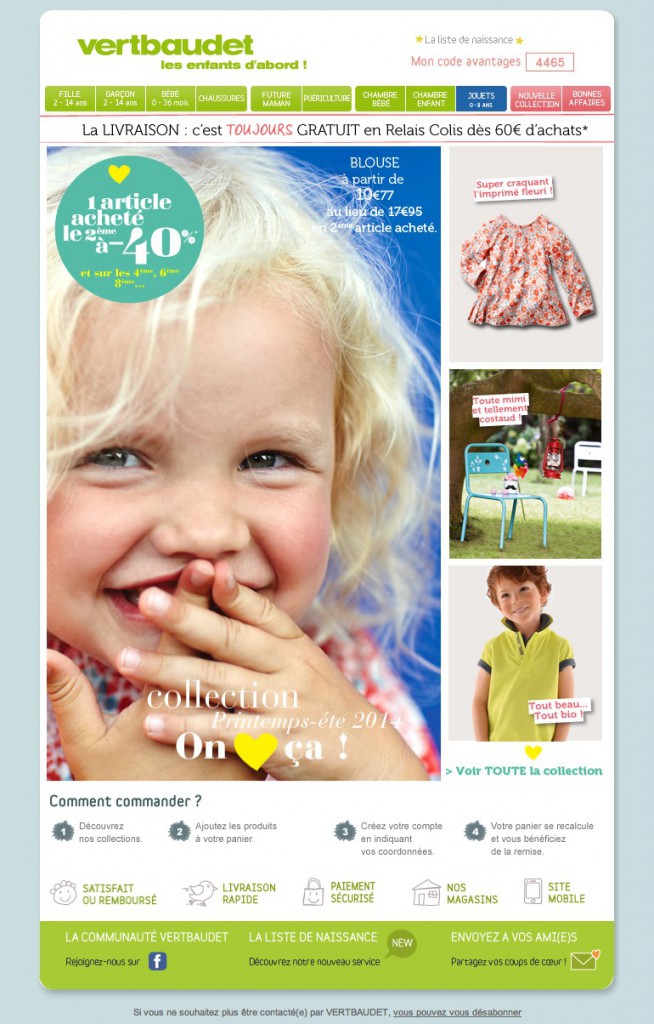 vertbaudet
les enfants d'abord !
La liste de naissance
Mon code avantages 4465
FILLE
2 - 14 ans
GARÇON
2 - 14 ans
BÉBÉ
0 - 36 mois
CHAUSSURES
FUTURE
MAMAN
PUÉRICULTURE
CHAMBRE
BÉBÉ
CHAMBRE
ENFANT
JOUETS
0 - 8 ANS
NOUVELLE
COLLECTION
BONNES
AFFAIRES
La LIVRAISON : c'est TOUJOURS GRATUIT en Relais Colis dès 60€ d'achats*
1 article
acheté
le 2ème
à -40%*
et sur les 4ème, 6ème
8ème...
BLOUSE
à partir de
10€77
au lieu de 17€95
en 2ème article acheté.
Super craquant
l'imprimé fleuri !
Toute mimi
et tellement
costaud !
Tout beau...
Tout bio !
collection
Printemps-éte 2014
On ça !
> Voir TOUTE la collection
Comment commander ?
1 Découvrez
nos collections.
2 Ajoutez les produits
à votre panier.
3 Créez votre compte
en indiquant
vos coordonnées.
4 Votre panier se recalcule
et vous bénéficiez
de la remise.
SATISFAIT
OU REMBOURSÉ
LIVRAISON
RAPIDE
PAIEMENT
SÉCURISÉ
NOS
MAGASINS
SITE
MOBILE
LA COMMUNAUTÉ VERTBAUDET
Rejoignez-nous sur f
LA LISTE DE NAISSANCE
NEW
Découvrez notre nouveau service
ENVOYEZ A VOS AMI(E)S
Partagez vos coups de cœur !
Si vous ne souhaitez plus être contacté(e) par VERTBAUDET, vous pouvez vous désabonner